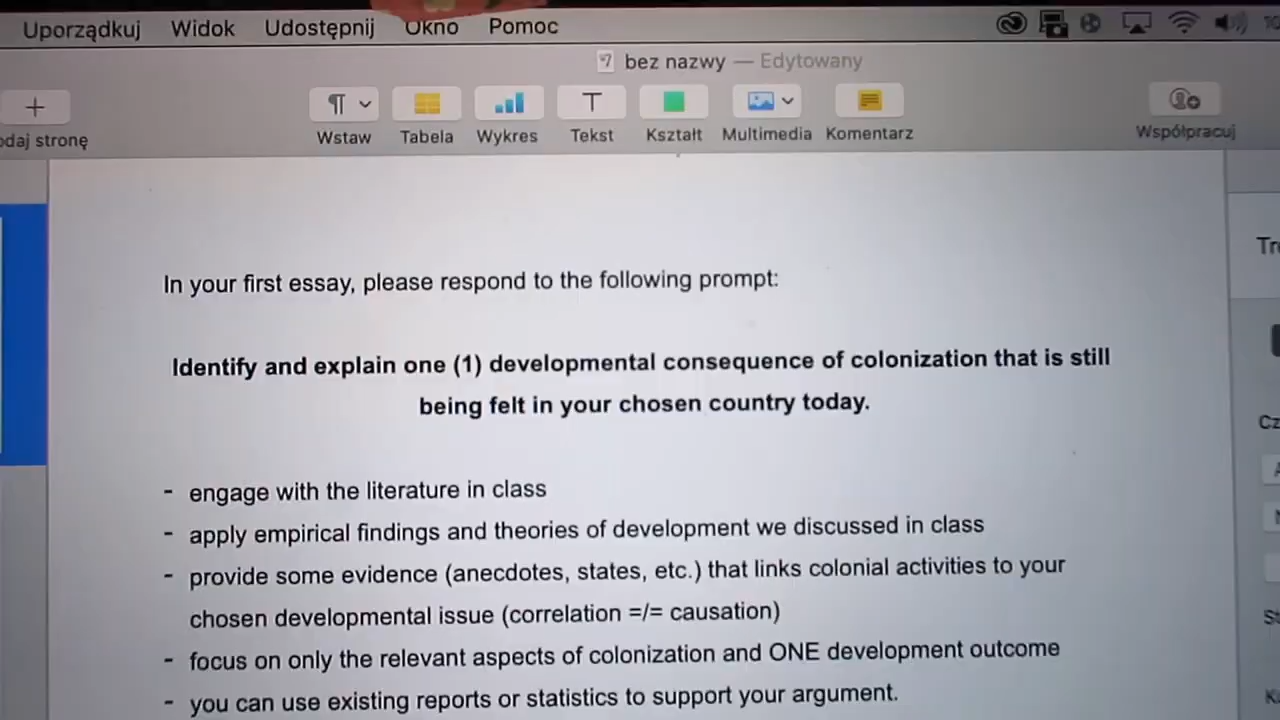 Uporządkuj Widok Udostępnij Okno Pomoc
bez nazwy — Edytowany
Wstaw Tabela Wykres Tekst Kształt Multimedia Komentarz Współpracuj
odaj stronę
In your first essay, please respond to the following prompt:
Identify and explain one (1) developmental consequence of colonization that is still
being felt in your chosen country today.
- engage with the literature in class
- apply empirical findings and theories of development we discussed in class
- provide some evidence (anecdotes, states, etc.) that links colonial activities to your
chosen developmental issue (correlation =/= causation)
- focus on only the relevant aspects of colonization and ONE development outcome
- you can use existing reports or statistics to support your argument.